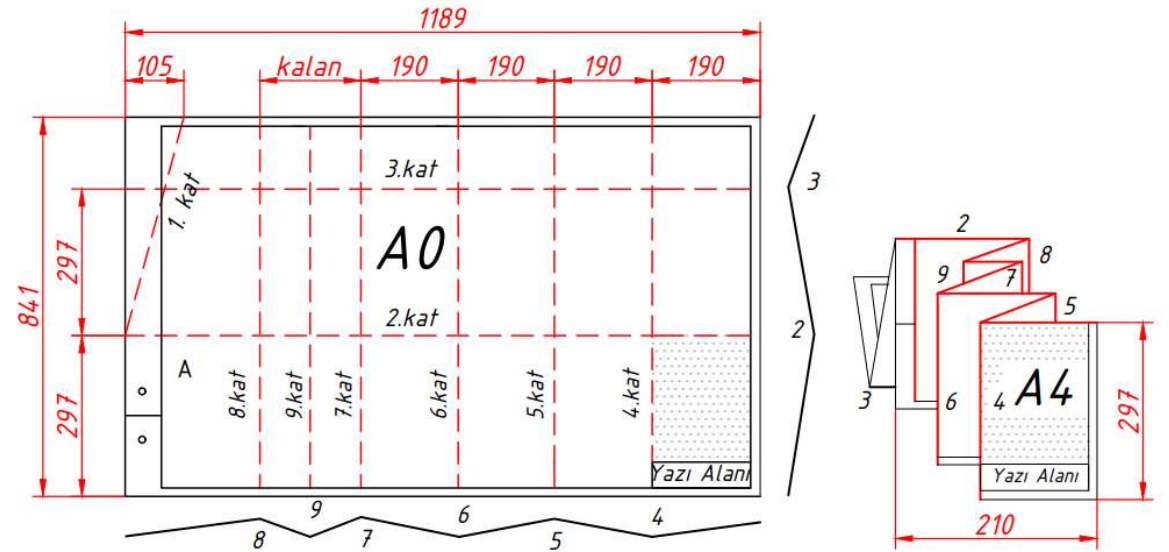 1189
105 kalan 190 190 190 190
3.kat
1. kat
A0
297
841
2.kat
297
A
8.kat 9.kat 7.kat 6.kat 5.kat 4.kat
Yazı Alanı
9 6 4
8 7 5
3
2
2
8
9 7
5
3 6 4 A4
297
Yazı Alanı
210